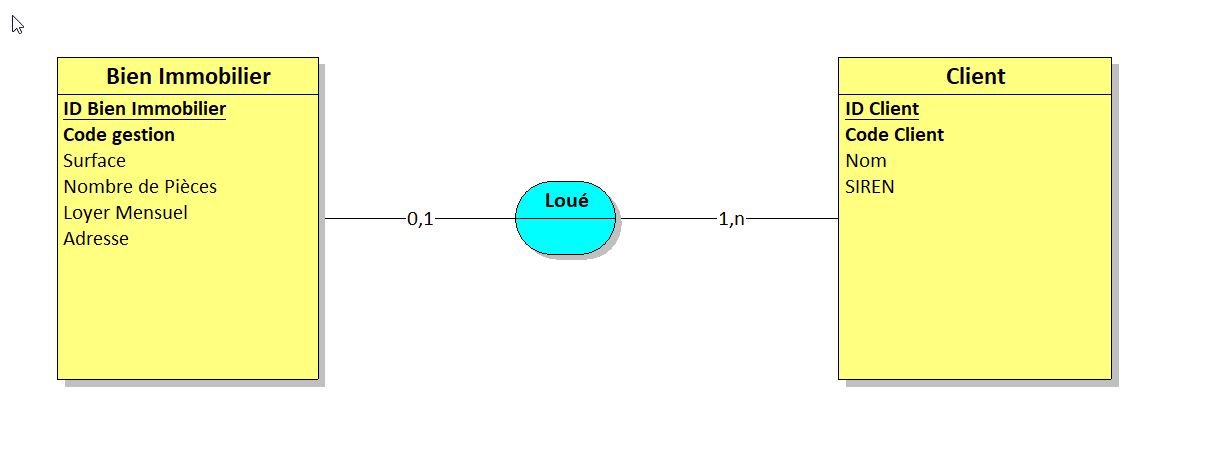 Bien Immobilier
ID Bien Immobilier
Code gestion
Surface
Nombre de Pièces
Loyer Mensuel
Adresse
0,1
Loué
1,n
Client
ID Client
Code Client
Nom
SIREN